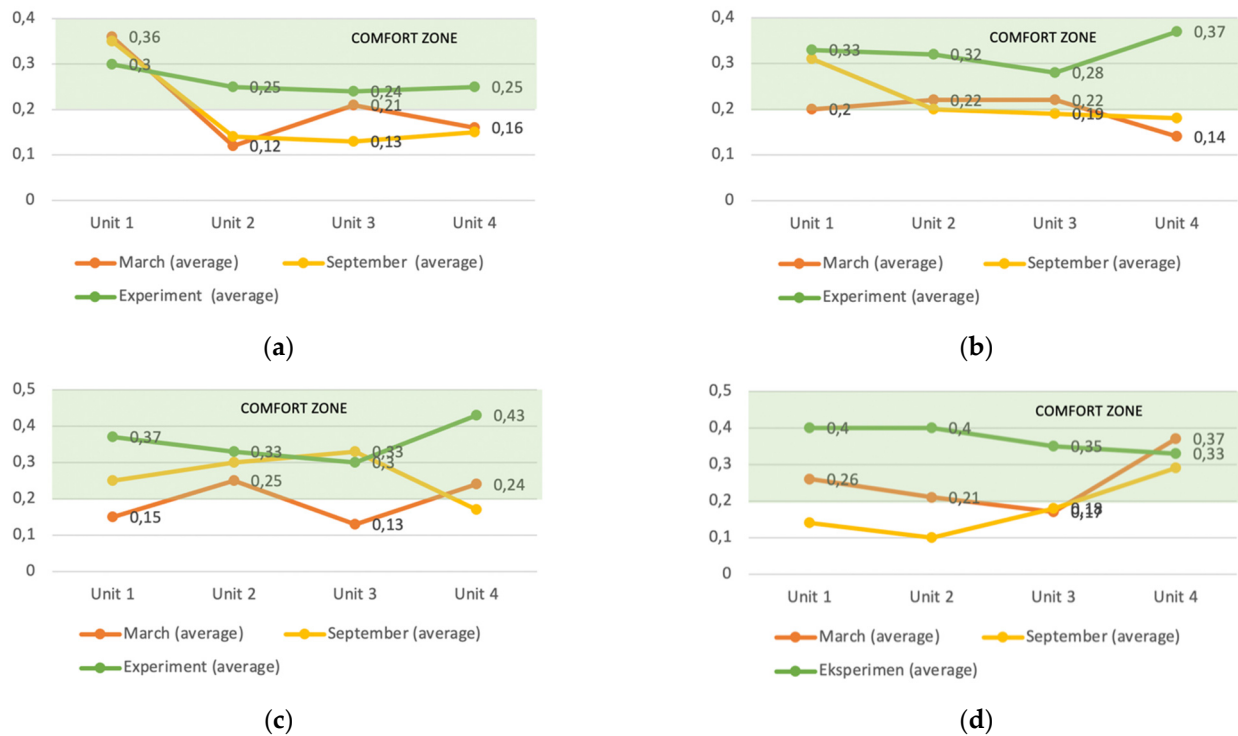 0,4
0,3
0,2
0,1
0
COMFORT ZONE
0,36
0,3
0,25
0,12
0,24
0,21
0,13
0,25
0,16
Unit 1 Unit 2 Unit 3 Unit 4
March (average) September (average)
Experiment (average)
(a)
0,4
0,3
0,2
0,1
0
COMFORT ZONE
0,33
0,2
0,32
0,22
0,28
0,22
0,19
0,37
0,14
Unit 1 Unit 2 Unit 3 Unit 4
March (average) September (average)
Experiment (average)
(b)
0,5
0,4
0,3
0,2
0,1
0
COMFORT ZONE
0,37
0,15
0,33
0,25
0,33
0,3
0,13
0,43
0,24
Unit 1 Unit 2 Unit 3 Unit 4
March (average) September (average)
Experiment (average)
(c)
0,5
0,4
0,3
0,2
0,1
0
COMFORT ZONE
0,4
0,26
0,4
0,21
0,35
0,18
0,17
0,37
0,33
Unit 1 Unit 2 Unit 3 Unit 4
March (average) September (average)
Eksperimen (average)
(d)